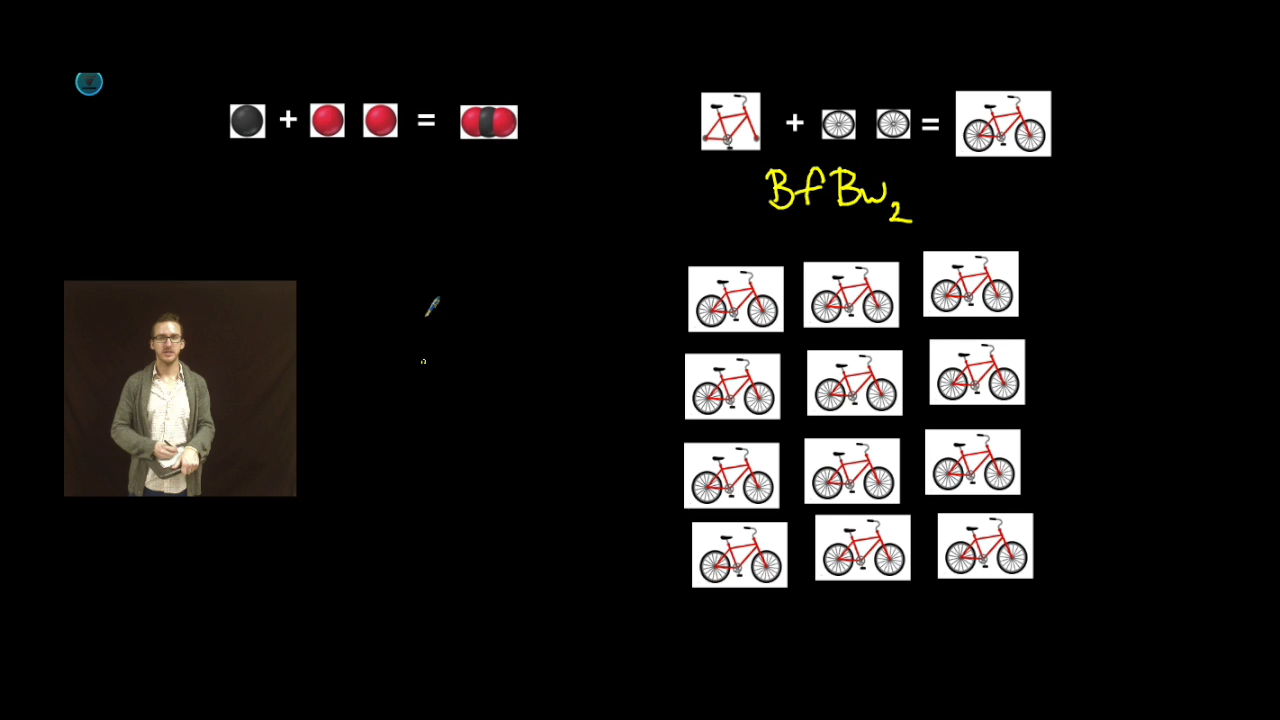 + =
+ =
BfBw₂